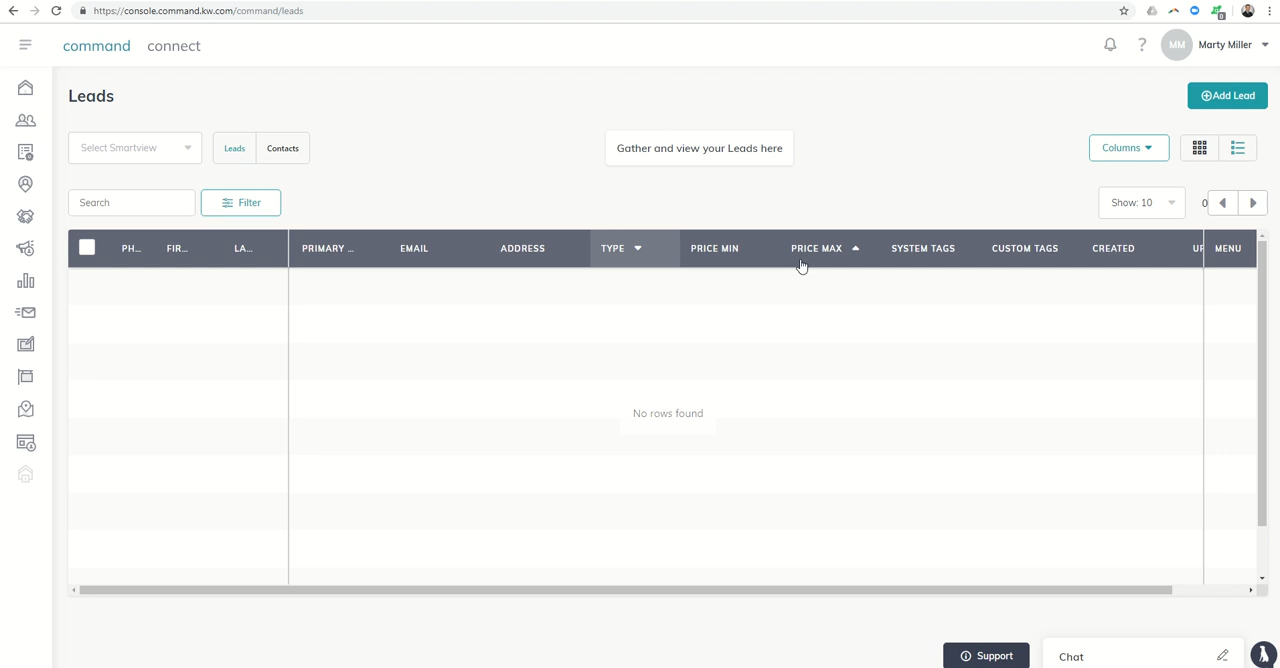 https://console.command.kw.com/command/leads
0
command connect
? MM Marty Miller
Leads
Add Lead
Select Smartview
Leads Contacts
Gather and view your Leads here
Columns
Search
Filter
Show: 10
0
PH... FIR... LA... PRIMARY ... EMAIL ADDRESS TYPE PRICE MIN PRICE MAX SYSTEM TAGS CUSTOM TAGS CREATED UP MENU
No rows found
Support
Chat